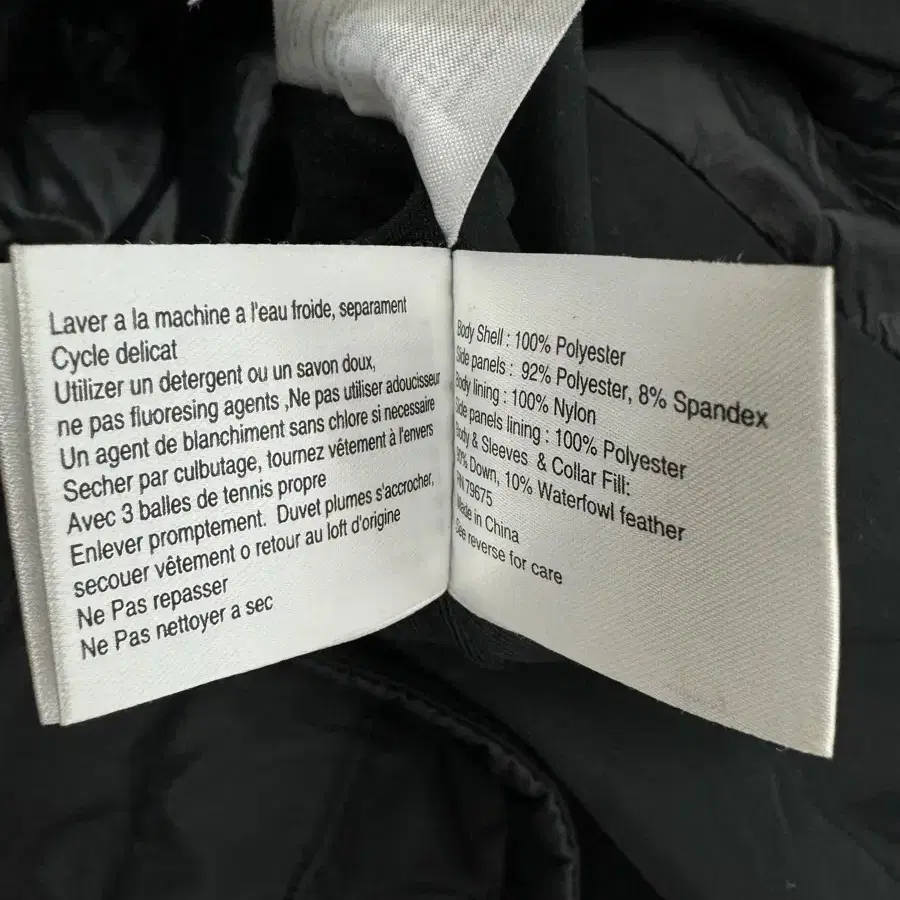 Laver a la machine a l'eau froide, separament
Cycle delicat
Utilizer un detergent ou un savon doux,
ne pas fluoresing agents ,Ne pas utiliser adoucisseur
Un agent de blanchiment sans chlore si necessaire
Secher par culbutage, tournez vêtement à l'envers
Avec 3 balles de tennis propre
Enlever promptement. Duvet plumes s'accrocher,
secouer vêtement o retour au loft d'origine
Ne Pas repasser
Ne Pas nettoyer a sec
Body Shell : 100% Polyester
Side panels : 92% Polyester, 8% Spandex
Body lining : 100% Nylon
Side panels lining : 100% Polyester
Body & Sleeves & Collar Fill:
90% Down, 10% Waterfowl feather
RN 79675
Made in China
See reverse for care